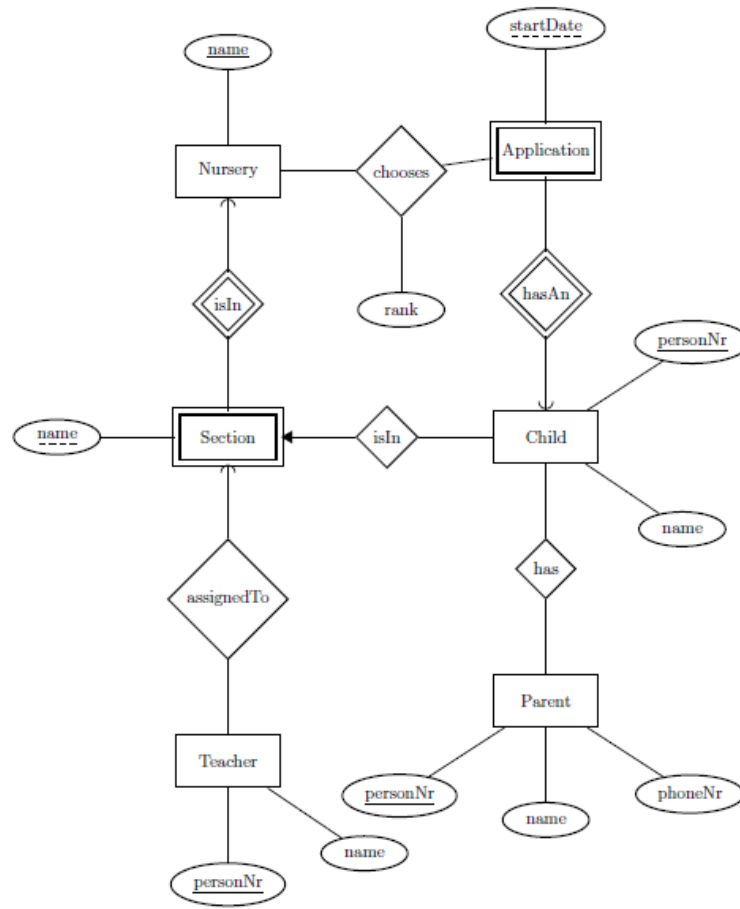 startDate
name
Application
Nursery
chooses
isIn
hasAn
rank
personNr
name
Section
isIn
Child
name
has
assignedTo
Parent
Teacher
personNr
phoneNr
name
name
personNr